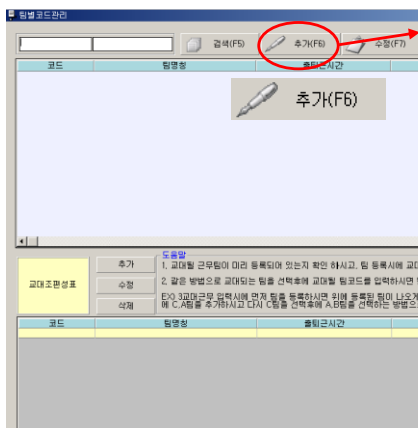 팀별코드관리
검색(F5) 추가(F6) 수정(F7)
코드 팀명칭 출퇴근시간
추가(F6)
도움말
추가 1. 교대될 근무팀이 미리 등록되어 있는지 확인 하시고, 팀 등록시에 교대
교대조편성표 수정 2. 같은 방법으로 교대되는 팀을 선택후에 교대될 팀코드를 입력하시면
삭제 EX) 3교대근무 입력시에 먼저 팀을 등록하시면 위에 등록된 팀이 나오게
에 C,A팀을 추가하시고 다시 C팀을 선택후에 A,B팀을 선택하는 방법으
코드 팀명칭 출퇴근시간